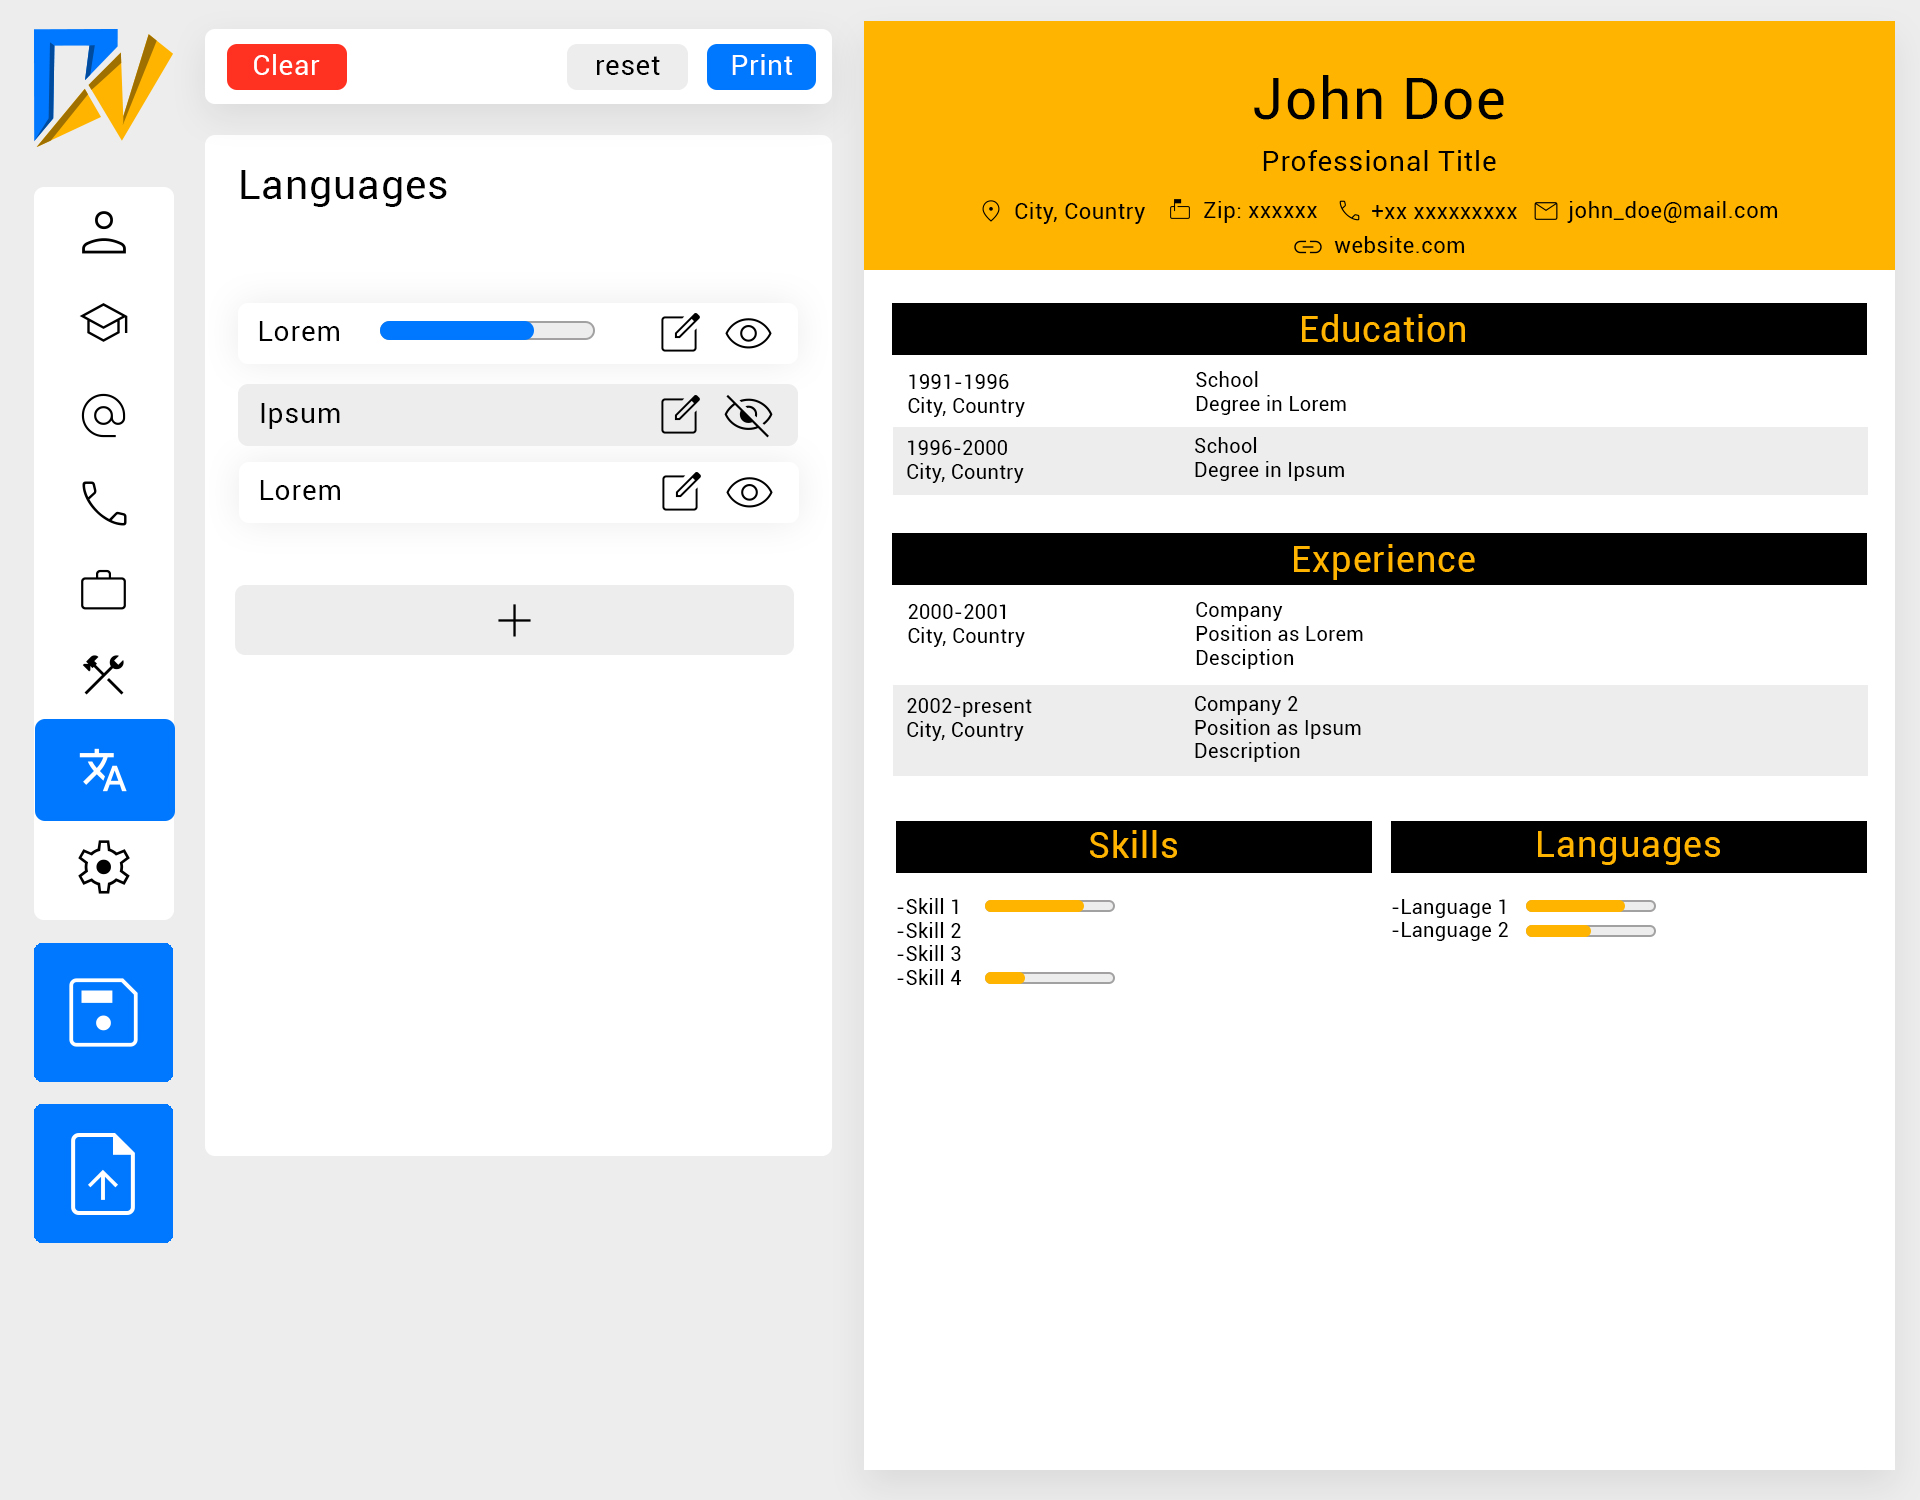 Clear
reset
Print
Languages
Lorem
Ipsum
Lorem
John Doe
Professional Title
City, Country Zip: xxxxxx +xx xxxxxxxxx john_doe@mail.com
website.com
Education
1991-1996 School
City, Country Degree in Lorem
1996-2000 School
City, Country Degree in Ipsum
Experience
2000-2001 Company
City, Country Position as Lorem
Desciption
2002-present Company 2
City, Country Position as Ipsum
Description
Skills
-Skill 1
-Skill 2
-Skill 3
-Skill 4
Languages
-Language 1
-Language 2